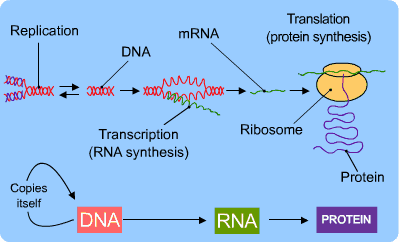 Replication
DNA
mRNA
Translation
(protein synthesis)
Transcription
(RNA synthesis)
Ribosome
Protein
Copies
itself
DNA
RNA
PROTEIN